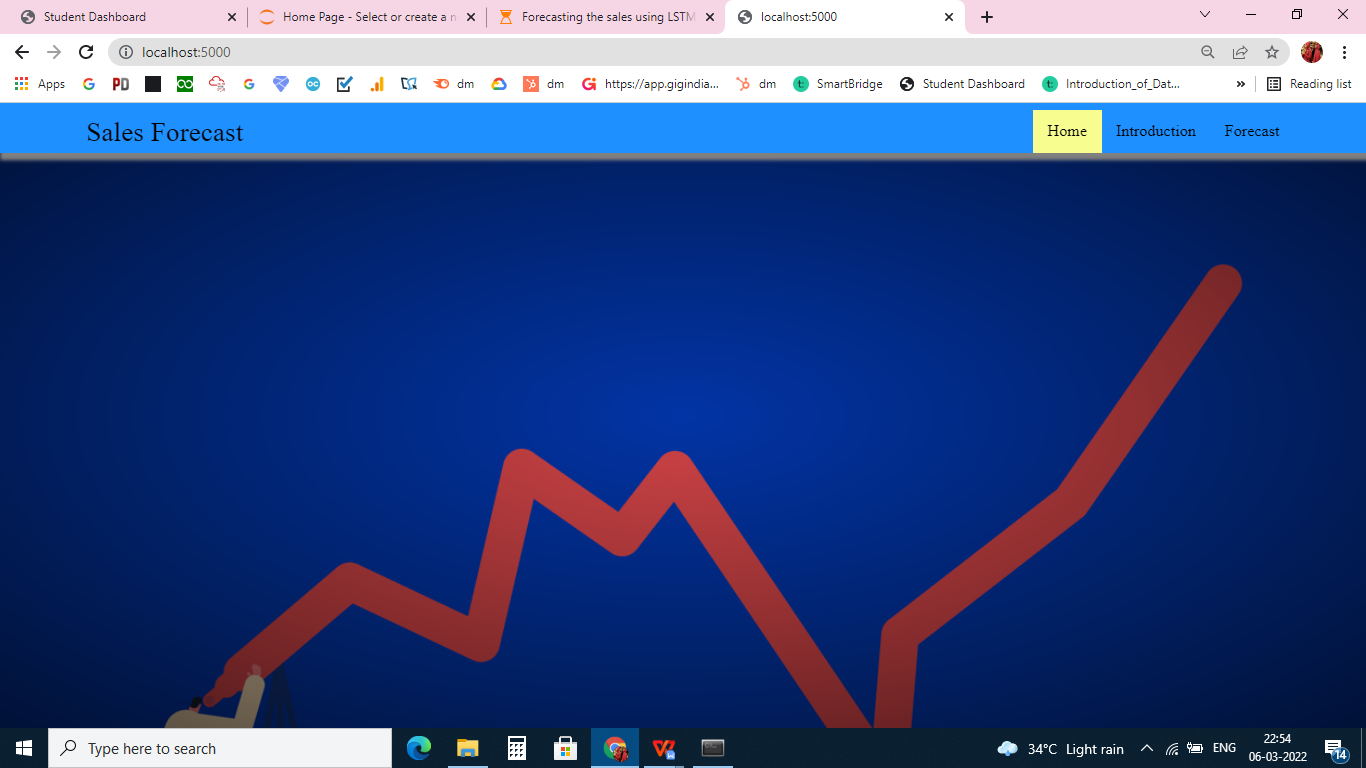 Student Dashboard
Home Page - Select or create a n
Forecasting the sales using LSTM
localhost:5000
localhost:5000
Apps
G
PD
G
oc
dm
dm
https://app.gigindia...
dm
SmartBridge
Student Dashboard
Introduction_of_Dat...
»
Reading list
Sales Forecast
Home
Introduction
Forecast
Type here to search
34°C Light rain
ENG
22:54
06-03-2022
14